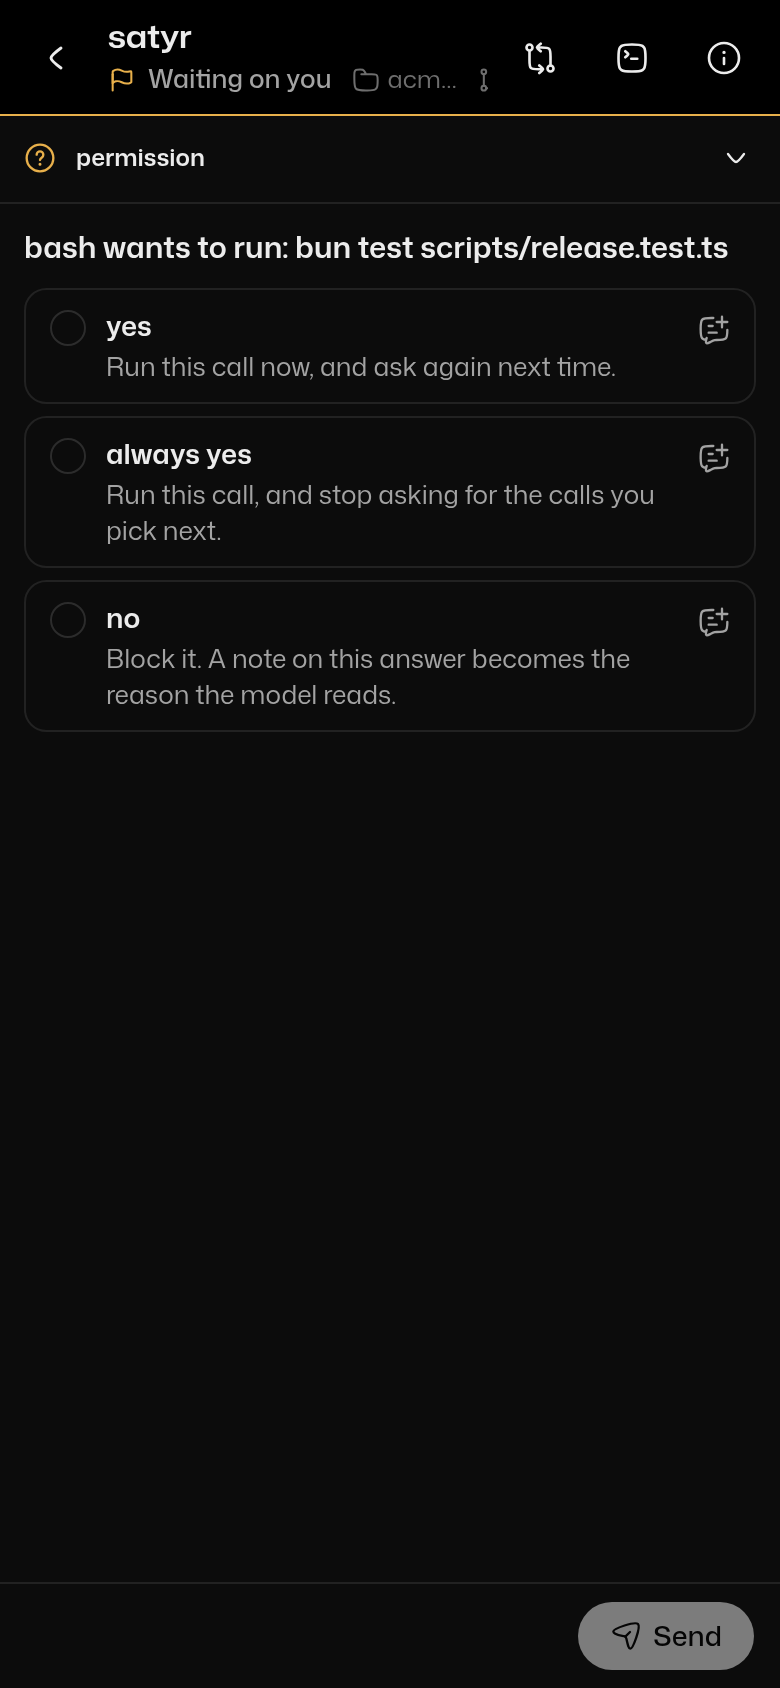 satyr
Waiting on you acm...
permission
bash wants to run: bun test scripts/release.test.ts
yes
Run this call now, and ask again next time.
always yes
Run this call, and stop asking for the calls you
pick next.
no
Block it. A note on this answer becomes the
reason the model reads.
Send